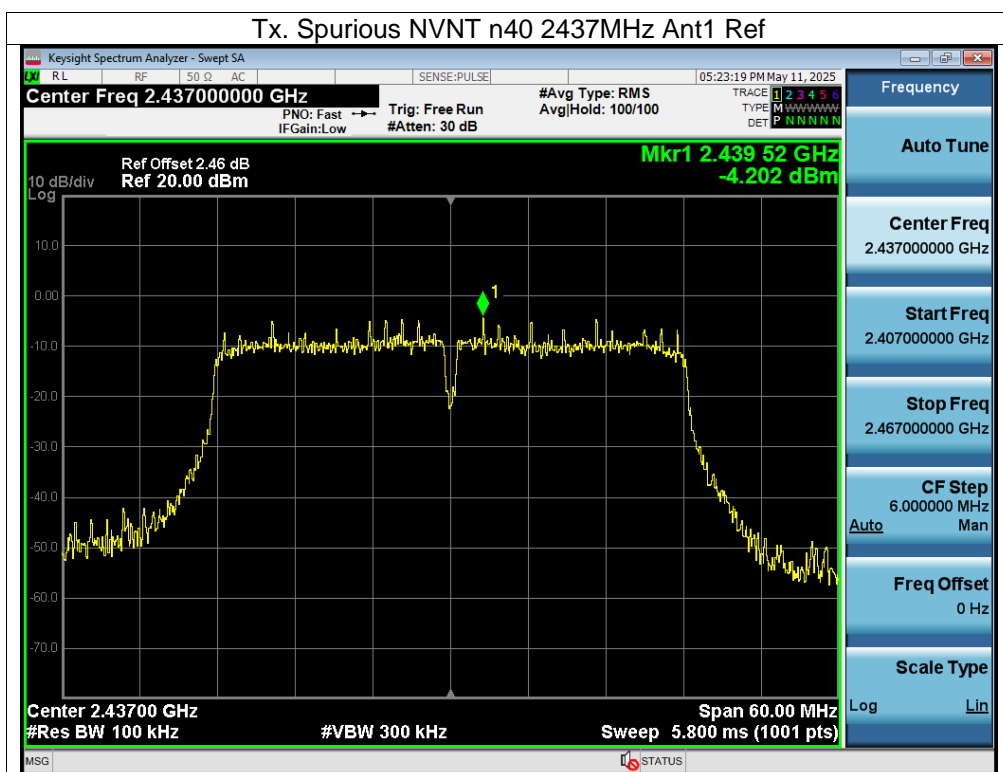 Tx. Spurious NVNT n40 2437MHz Ant1 Ref
Keysight Spectrum Analyzer - Swept SA
LXI RL RF 50 Ω AC SENSE:PULSE 05:23:19 PM May 11, 2025
Center Freq 2.437000000 GHz
PNO: Fast
IFGain:Low
Trig: Free Run
#Atten: 30 dB
#Avg Type: RMS
Avg|Hold: 100/100
TRACE 1 2 3 4 5 6
TYPE M WWWWW
DET P N N N N N
Ref Offset 2.46 dB
Ref 20.00 dBm
10 dB/div
Log
Mkr1 2.439 52 GHz
-4.202 dBm
10.0
0.00
-10.0
-20.0
-30.0
-40.0
-50.0
-60.0
-70.0
1
Center 2.43700 GHz
Span 60.00 MHz
#Res BW 100 kHz
#VBW 300 kHz
Sweep 5.800 ms (1001 pts)
MSG
STATUS
Frequency
Auto Tune
Center Freq
2.437000000 GHz
Start Freq
2.407000000 GHz
Stop Freq
2.467000000 GHz
CF Step
6.000000 MHz
Auto Man
Freq Offset
0 Hz
Scale Type
Log Lin